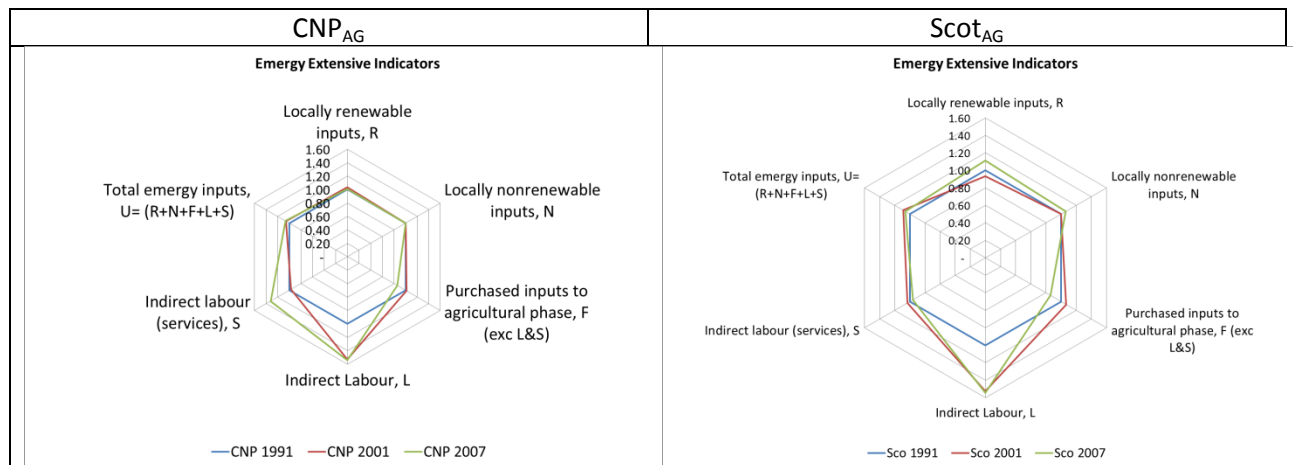 CNPAG
ScotAG
Emergy Extensive Indicators
Locally renewable
inputs, R
1.60
1.40
1.20
1.00
0.80
0.60
0.40
0.20
-
Locally nonrenewable
inputs, N
Purchased inputs to
agricultural phase, F
(exc L&S)
Indirect Labour, L
Indirect labour
(services), S
Total emergy inputs,
U= (R+N+F+L+S)
CNP 1991
CNP 2001
CNP 2007
Emergy Extensive Indicators
Locally renewable inputs, R
1.60
1.40
1.20
1.00
0.80
0.60
0.40
0.20
-
Locally nonrenewable
inputs, N
Purchased inputs to
agricultural phase, F (exc
L&S)
Indirect Labour, L
Indirect labour (services), S
Total emergy inputs, U=
(R+N+F+L+S)
Sco 1991
Sco 2001
Sco 2007